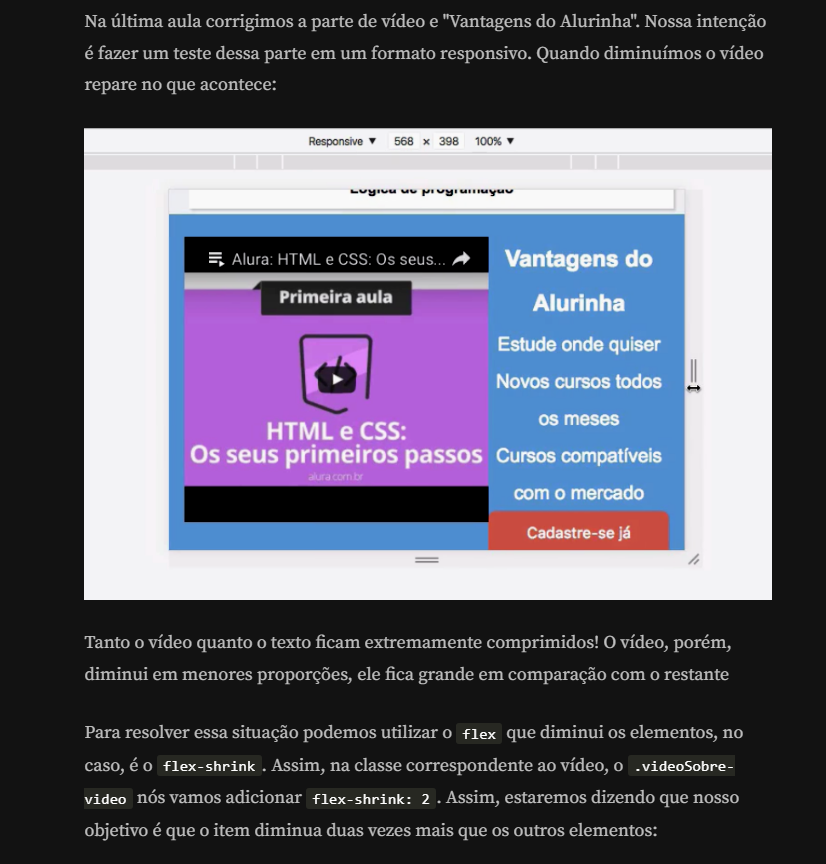 Na última aula corrigimos a parte de vídeo e "Vantagens do Alurinha". Nossa intenção
é fazer um teste dessa parte em um formato responsivo. Quando diminuímos o vídeo
repare no que acontece:
Responsive ▼ 568 × 398 100% ▼
Lógica de programação
Alura: HTML e CSS: Os seus...
Primeira aula
HTML e CSS:
Os seus primeiros passos
alura.com.br
Vantagens do
Alurinha
Estude onde quiser
Novos cursos todos
os meses
Cursos compatíveis
com o mercado
Cadastre-se já
Tanto o vídeo quanto o texto ficam extremamente comprimidos! O vídeo, porém,
diminui em menores proporções, ele fica grande em comparação com o restante
Para resolver essa situação podemos utilizar o flex que diminui os elementos, no
caso, é o flex-shrink. Assim, na classe correspondente ao vídeo, o .videoSobre-
video nós vamos adicionar flex-shrink: 2. Assim, estaremos dizendo que nosso
objetivo é que o item diminua duas vezes mais que os outros elementos: